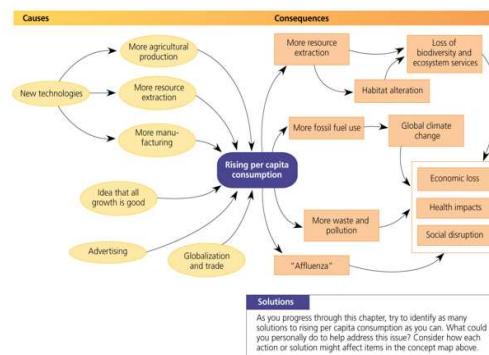 Causes
Consequences
More agricultural
production
New technologies
More resource
extraction
More manu-
facturing
Idea that all
growth is good
Advertising
Globalization
and trade
Rising per capita
consumption
More resource
extraction
Loss of
biodiversity and
ecosystem services
Habitat alteration
More fossil fuel use
Global climate
change
Economic loss
Health impacts
Social disruption
More waste and
pollution
"Affluenza"
Solutions
As you progress through this chapter, try to identify as many
solutions to rising per capita consumption as you can. What could
you personally do to help address this issue? Consider how each
action or solution might affect items in the concept map above.